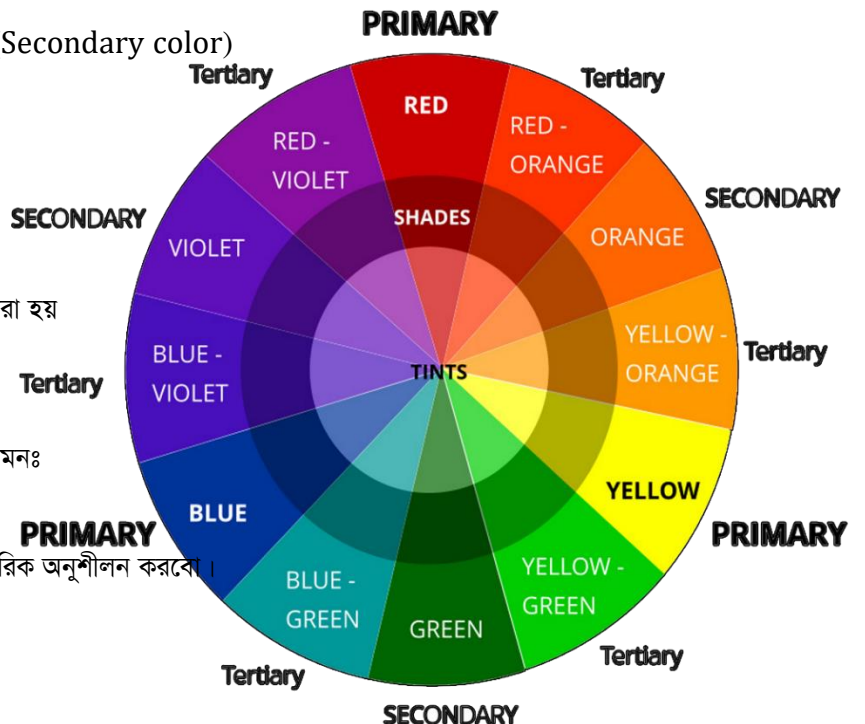 PRIMARY
Secondary color)
Tertiary
Tertiary
RED
RED -
VIOLET
RED -
ORANGE
SECONDARY
SECONDARY
SHADES
VIOLET
ORANGE
রা হয়
YELLOW -
ORANGE
Tertiary
BLUE -
VIOLET
Tertiary
TINTS
মনঃ
YELLOW
BLUE
PRIMARY
PRIMARY
রিক অনুশীলন করবো।
BLUE -
GREEN
YELLOW -
GREEN
GREEN
Tertiary
Tertiary
SECONDARY